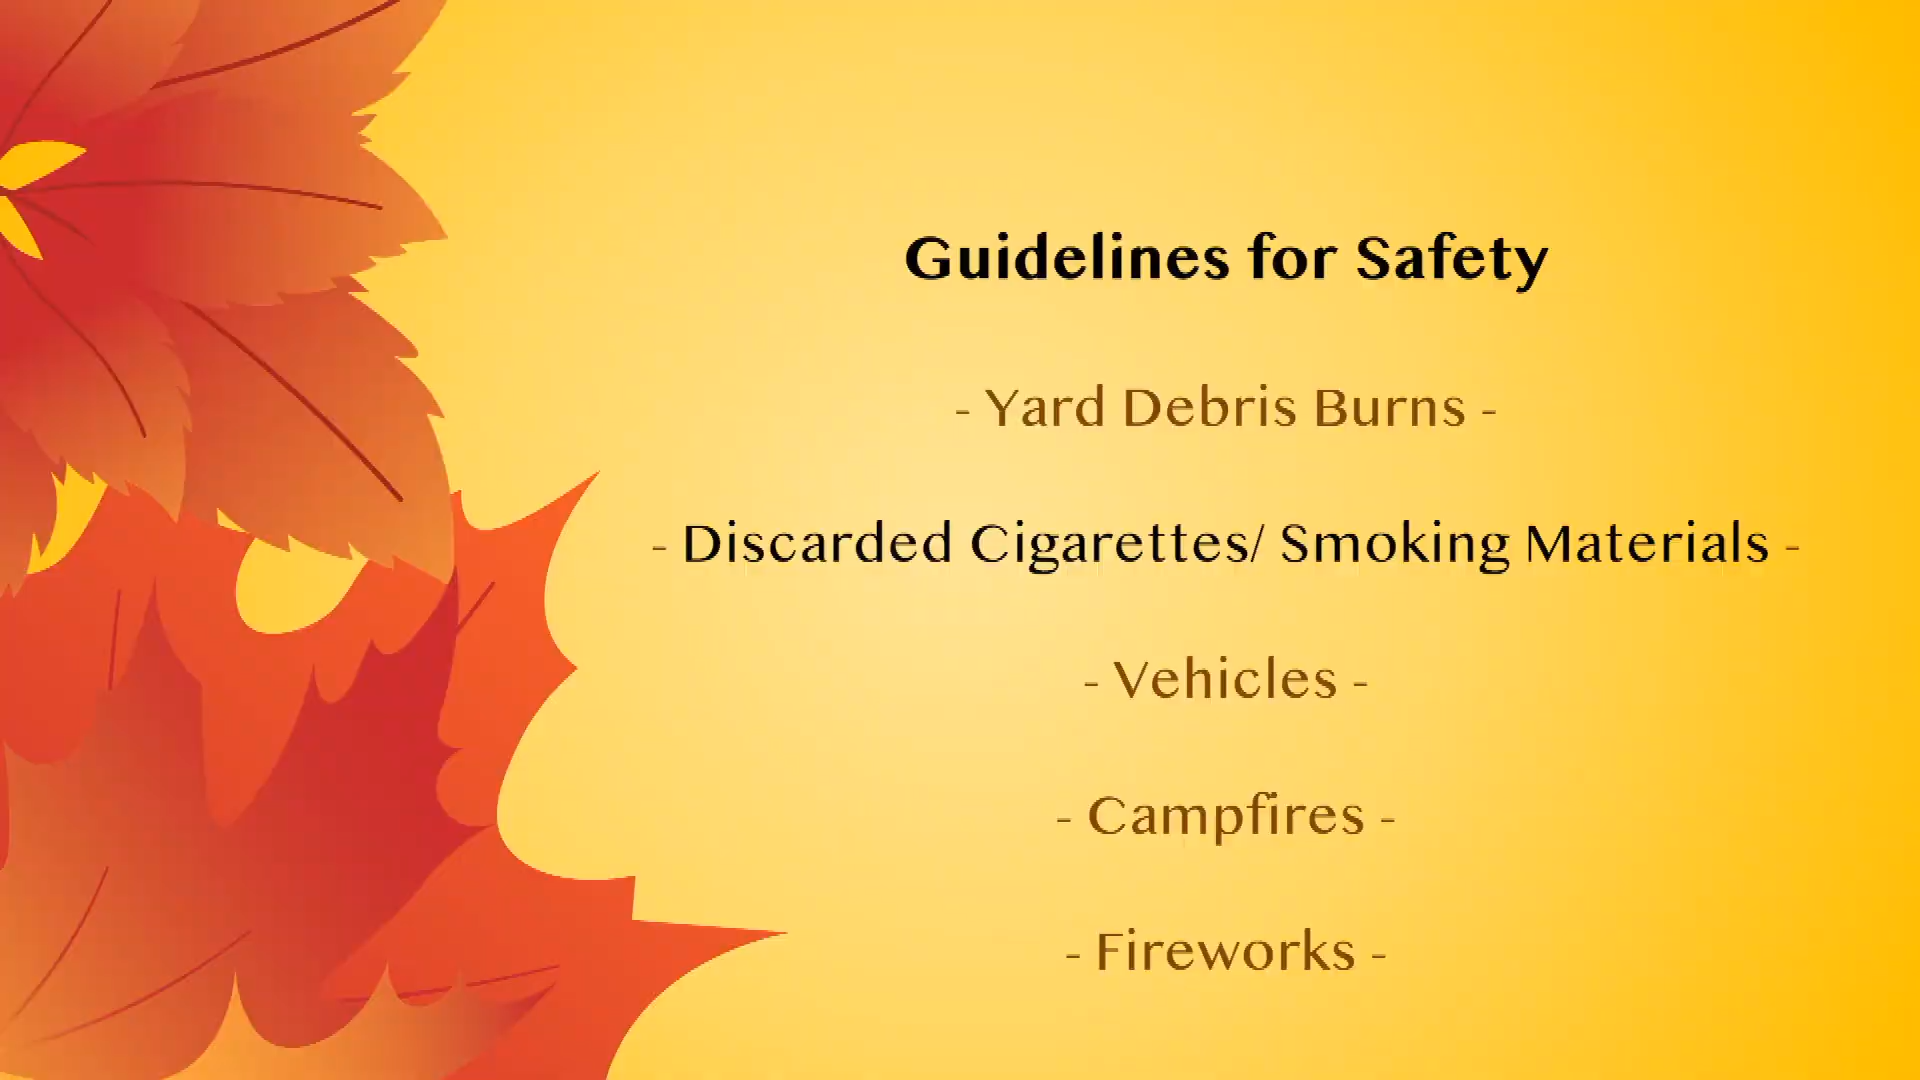 Guidelines for Safety
- Yard Debris Burns -
- Discarded Cigarettes/ Smoking Materials -
- Vehicles -
- Campfires -
- Fireworks -